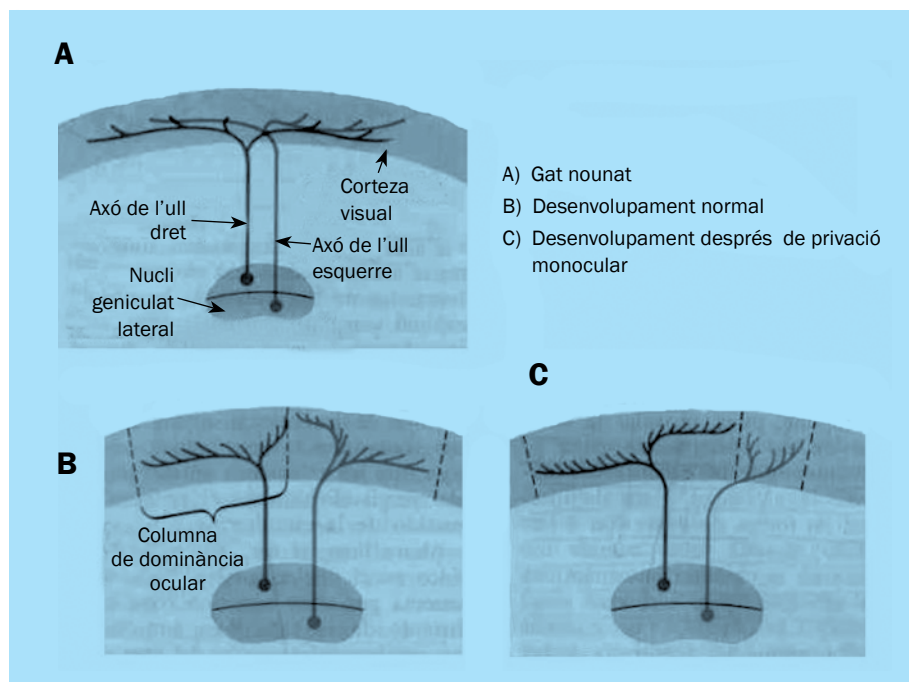 A
Corteza
visual
Axó de l’ull
dret
Axó de l’ull
esquerre
Nucli
geniculat
lateral
A) Gat nounat
B) Desenvolupament normal
C) Desenvolupament després de privació
monocular
B
Columna
de dominància
ocular
C